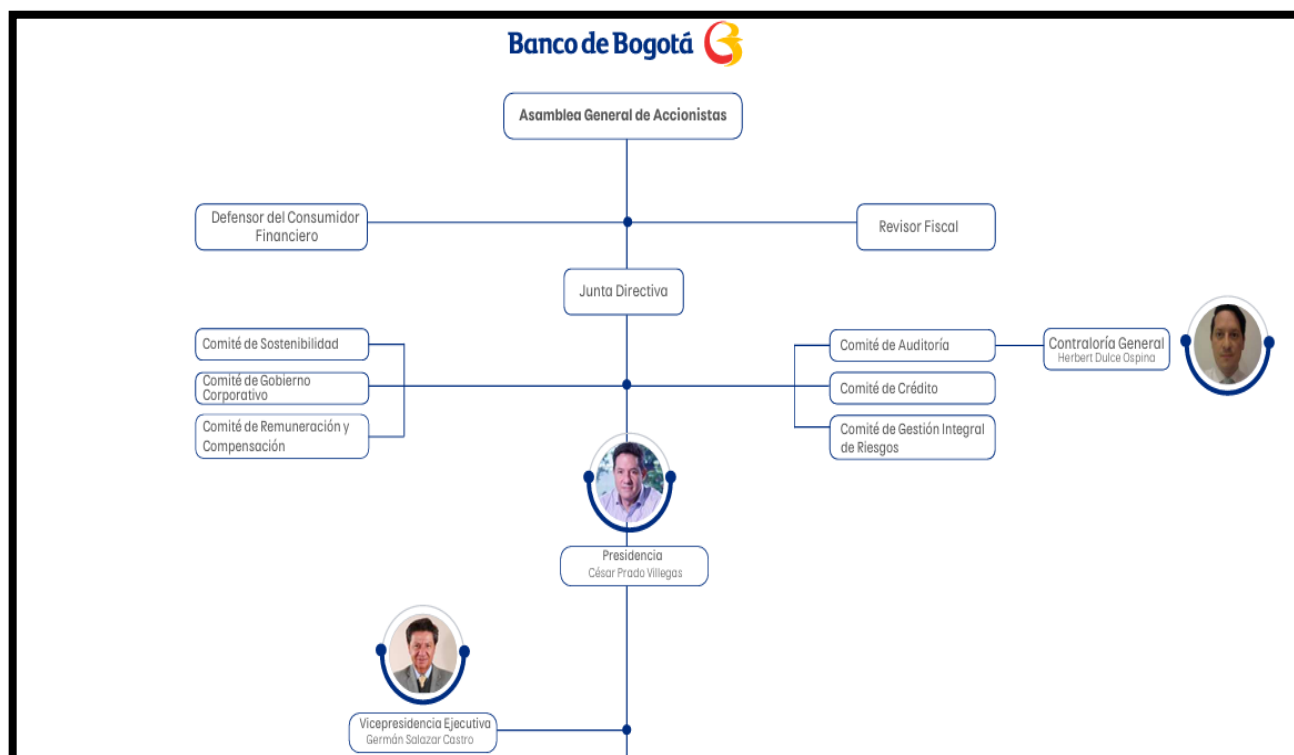 Banco de Bogotá
Asamblea General de Accionistas
Defensor del Consumidor
Financiero
Revisor Fiscal
Junta Directiva
Comité de Sostenibilidad
Comité de Gobierno
Corporativo
Comité de Remuneración y
Compensación
Comité de Auditoría
Contraloría General
Herbert Dulce Ospina
Comité de Crédito
Comité de Gestión Integral
de Riesgos
Presidencia
César Prado Villegas
Vicepresidencia Ejecutiva
Germán Salazar Castro